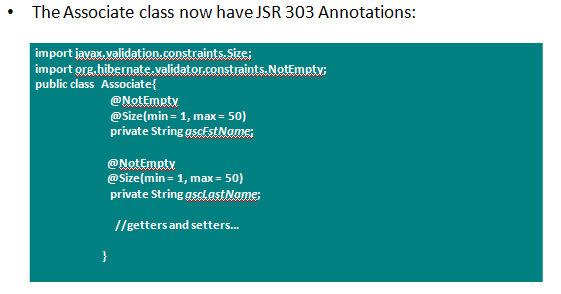 • The Associate class now have JSR 303 Annotations:
import javax.validation.constraints.Size;
import org.hibernate.validator.constraints.NotEmpty;
public class Associate{
@NotEmpty
@Size(min = 1, max = 50)
private String ascFstName;
@NotEmpty
@Size(min = 1, max = 50)
private String ascLastName;
//getters and setters...
}